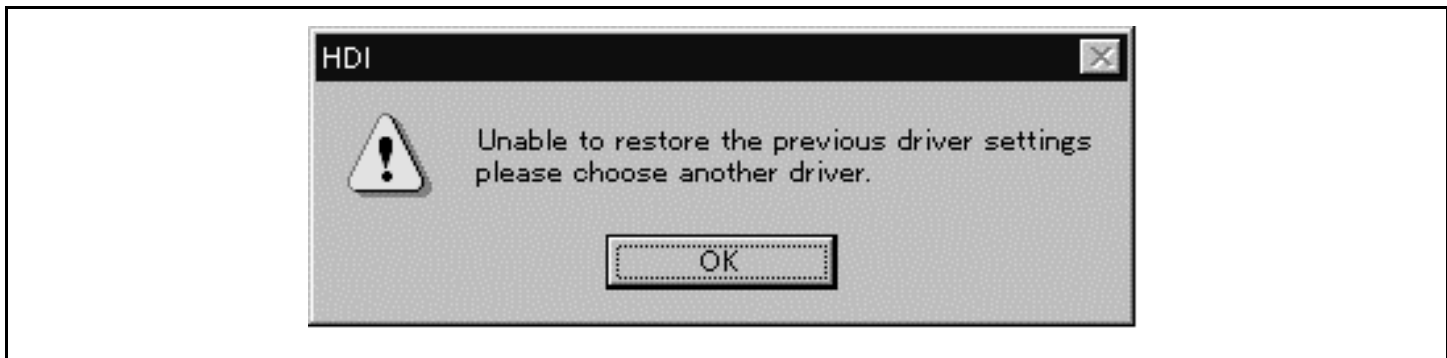 HDI
Unable to restore the previous driver settings
please choose another driver.
OK